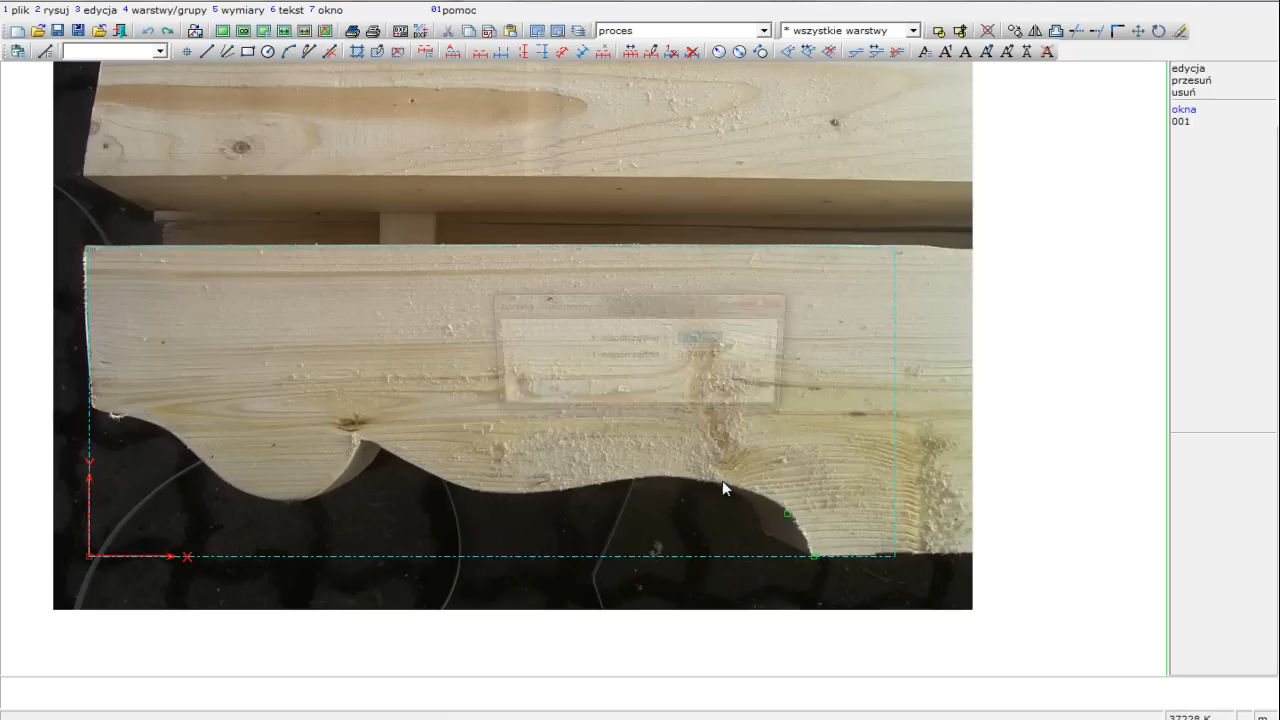 1 plik 2 rysuj 3 edycja 4 warstwy/grupy 5 wymiary 6 tekst 7 okno 01 pomoc
proces * wszystkie warstwy
edycja
przesuń
usuń
okna
001
Y
X
37228 K